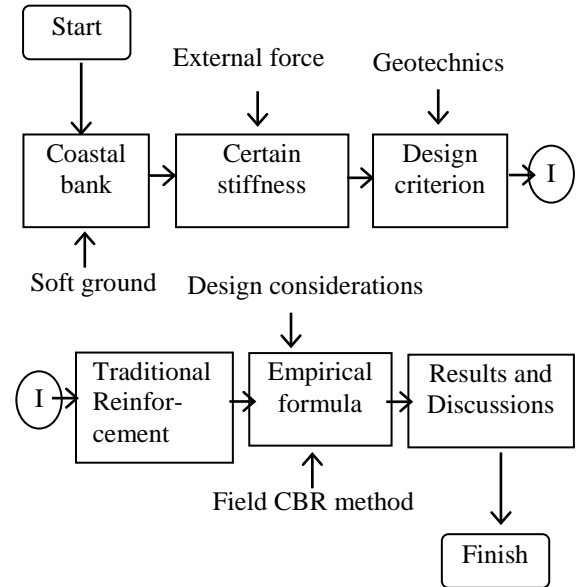 Start
External force
Geotechnics
Coastal
bank
Certain
stiffness
Design
criterion
I
Soft ground
Design considerations
I
Traditional
Reinfor-
cement
Empirical
formula
Results and
Discussions
Field CBR method
Finish